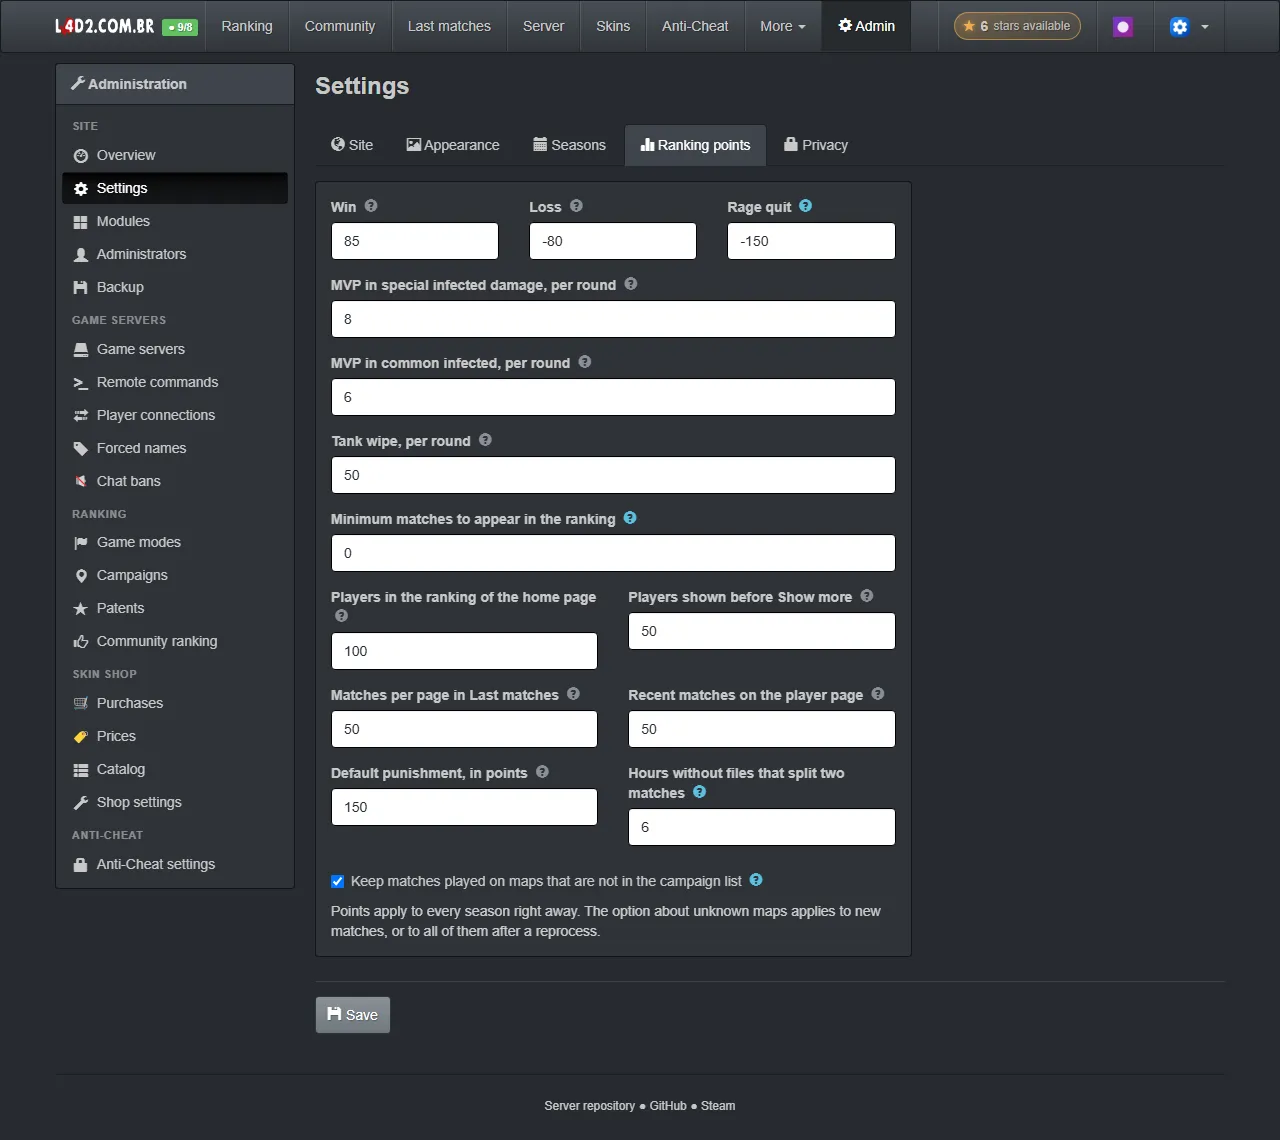 L4D2.COM.BR ● 9/8 Ranking Community Last matches Server Skins Anti-Cheat More Admin ★ 6 stars available
Administration
SITE
Overview
Settings
Modules
Administrators
Backup
GAME SERVERS
Game servers
Remote commands
Player connections
Forced names
Chat bans
RANKING
Game modes
Campaigns
Patents
Community ranking
SKIN SHOP
Purchases
Prices
Catalog
Shop settings
ANTI-CHEAT
Anti-Cheat settings
Settings
Site Appearance Seasons Ranking points Privacy
Win ? Loss ? Rage quit ?
85 -80 -150
MVP in special infected damage, per round ?
8
MVP in common infected, per round ?
6
Tank wipe, per round ?
50
Minimum matches to appear in the ranking ?
0
Players in the ranking of the home page
?
100
Players shown before Show more ?
50
Matches per page in Last matches ?
50
Recent matches on the player page ?
50
Default punishment, in points ?
150
Hours without files that split two
matches ?
6
Keep matches played on maps that are not in the campaign list ?
Points apply to every season right away. The option about unknown maps applies to new
matches, or to all of them after a reprocess.
Save
Server repository ● GitHub ● Steam